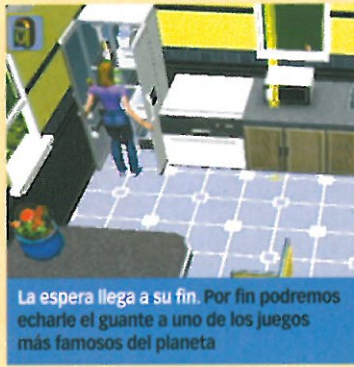 La espera llega a su fin. Por fin podremos
echarle el guante a uno de los juegos
más famosos del planeta